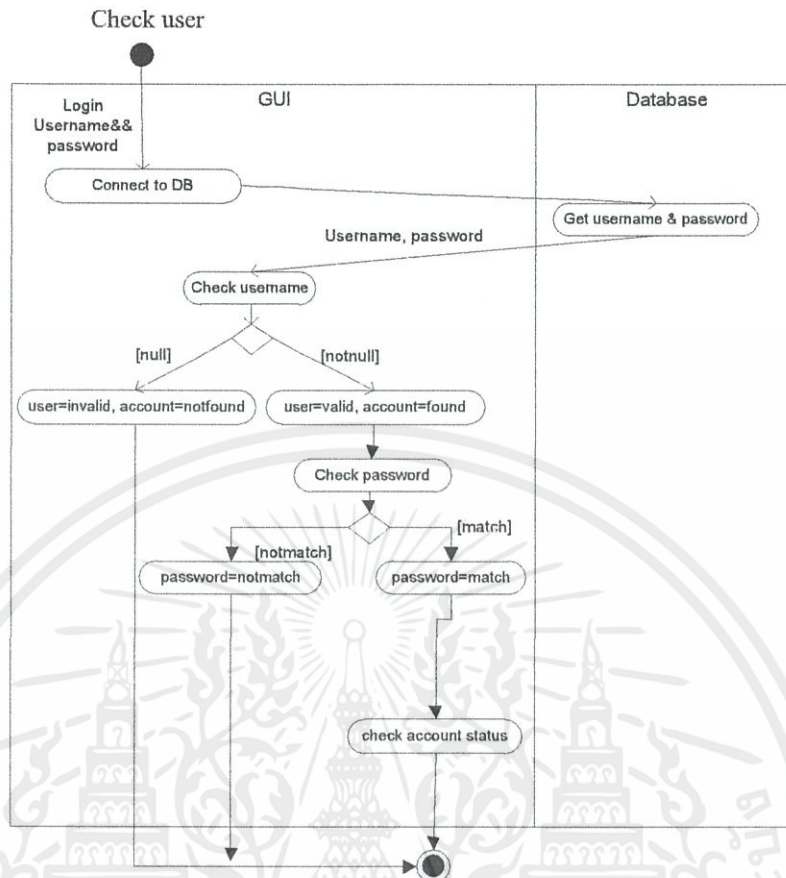 Check user
GUI
Database
Login
Username&&
password
Connect to DB
Get username & password
Username, password
Check username
[null]
[notnull]
user=invalid, account=notfound
user=valid, account=found
Check password
[match]
[notmatch]
password=notmatch
password=match
check account status